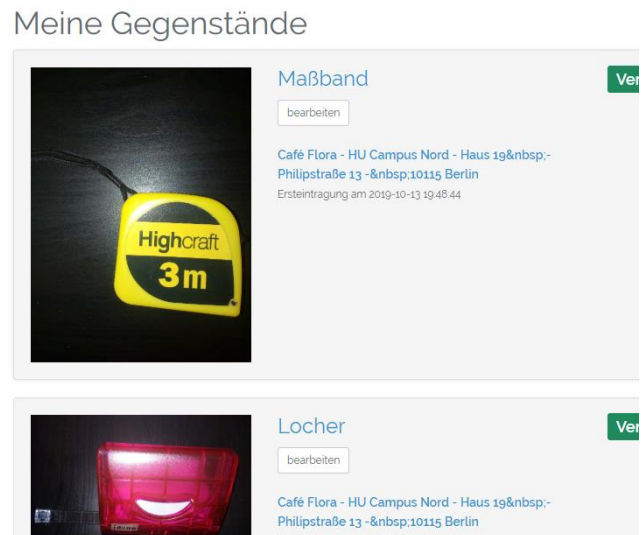 Meine Gegenstände
Maßband
bearbeiten
Café Flora - HU Campus Nord - Haus 19&nbsp;-
Philipstraße 13 -&nbsp;10115 Berlin
Ersteintragung am 2019-10-13 19:48:44
Ver
Highcraft
3m
Locher
bearbeiten
Café Flora - HU Campus Nord - Haus 19&nbsp;-
Philipstraße 13 -&nbsp;10115 Berlin
Ver